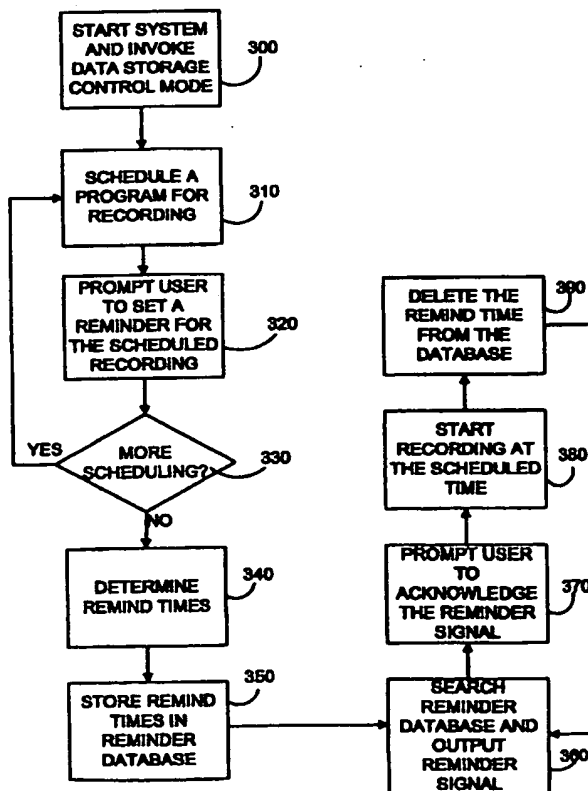 START SYSTEM
AND INVOKE
DATA STORAGE
CONTROL MODE
300
SCHEDULE A
PROGRAM FOR
RECORDING
310
PROMPT USER
TO SET A
REMINDER FOR
THE SCHEDULED
RECORDING
320
YES
MORE
SCHEDULING?
330
NO
DETERMINE
REMIND TIMES
340
STORE REMIND
TIMES IN
REMINDER
DATABASE
350
SEARCH
REMINDER
DATABASE AND
OUTPUT
REMINDER
SIGNAL
360
PROMPT USER
TO
ACKNOWLEDGE
THE REMINDER
SIGNAL
370
START
RECORDING AT
THE SCHEDULED
TIME
380
DELETE THE
REMIND TIME
FROM THE
DATABASE
390